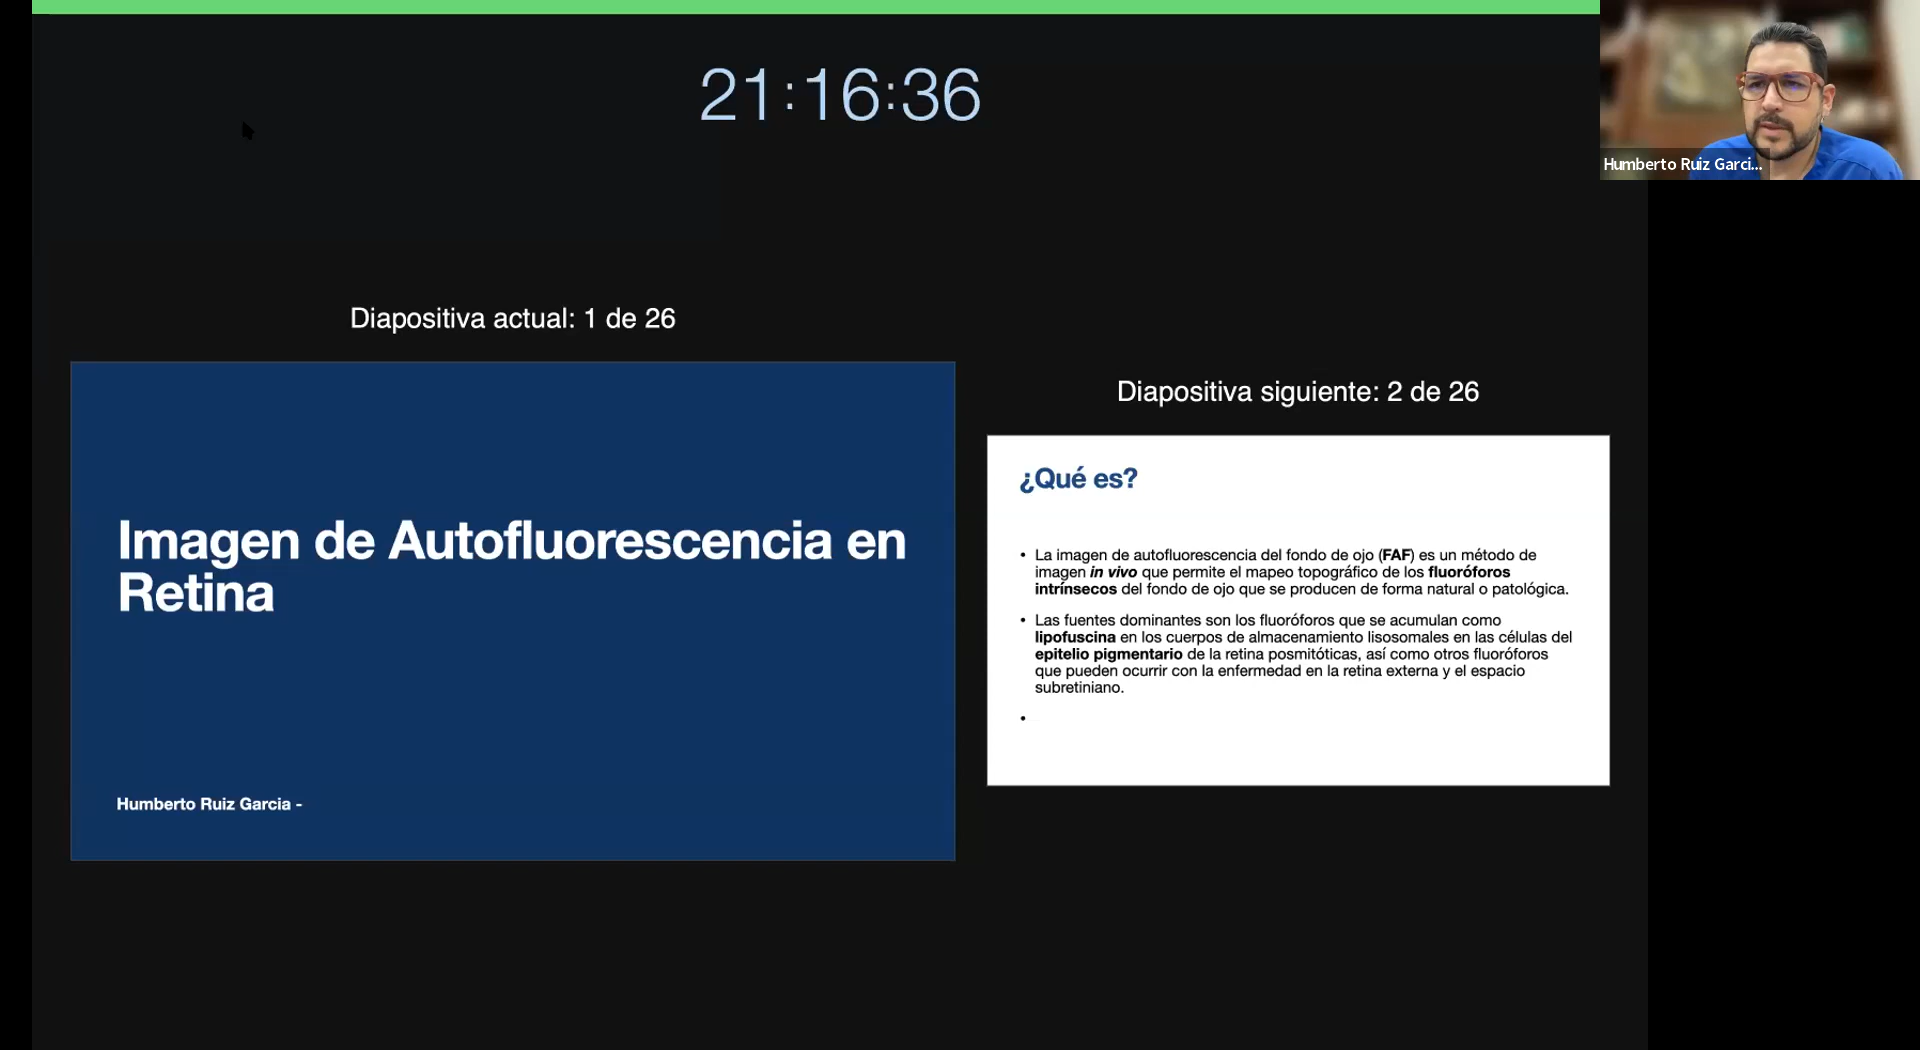 21:16:36
Humberto Ruiz Garci...
Diapositiva actual: 1 de 26
Imagen de Autofluorescencia en
Retina
Humberto Ruiz Garcia -
Diapositiva siguiente: 2 de 26
¿Qué es?
• La imagen de autofluorescencia del fondo de ojo (FAF) es un método de
imagen in vivo que permite el mapeo topográfico de los fluoróforos
intrínsecos del fondo de ojo que se producen de forma natural o patológica.
• Las fuentes dominantes son los fluoróforos que se acumulan como
lipofuscina en los cuerpos de almacenamiento lisosomales en las células del
epitelio pigmentario de la retina posmitóticas, así como otros fluoróforos
que pueden ocurrir con la enfermedad en la retina externa y el espacio
subretiniano.
•